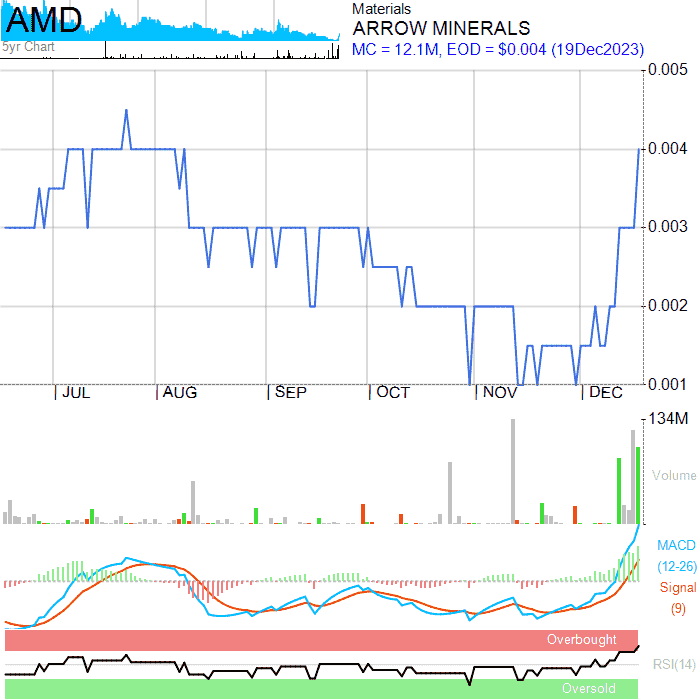 AMD
5yr Chart
Materials
ARROW MINERALS
MC = 12.1M, EOD = $0.004 (19Dec2023)
0.005
0.004
0.003
0.002
0.001
JUL AUG SEP OCT NOV DEC
134M
Volume
MACD
(12-26)
Signal
(9)
Overbought
RSI(14)
Oversold